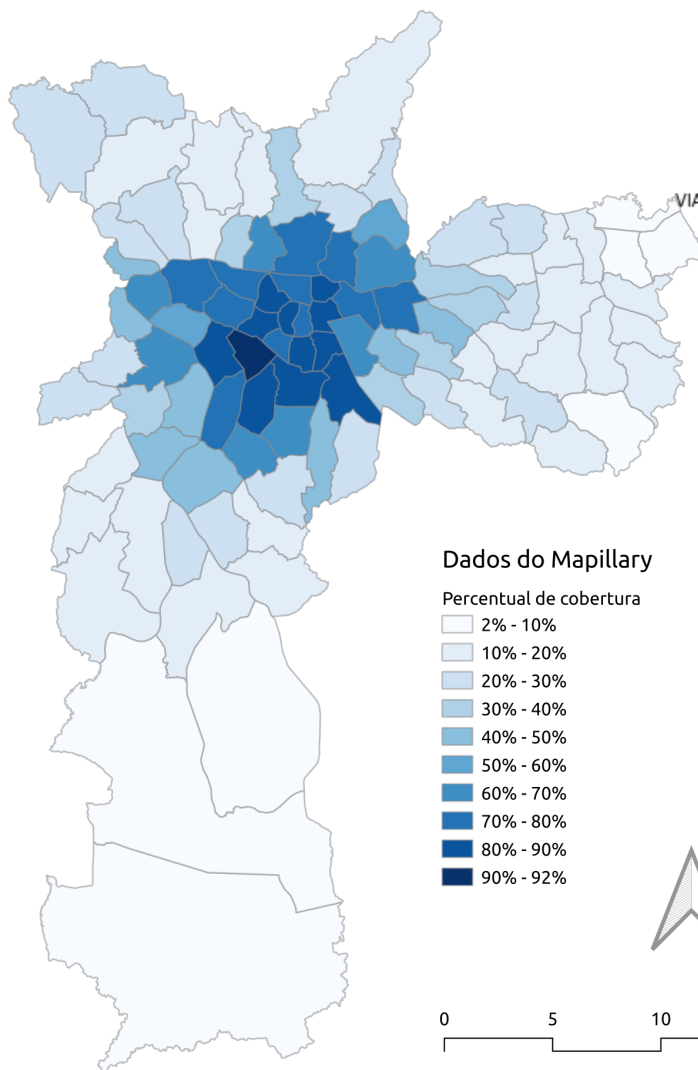 VIA
Dados do Mapillary
Percentual de cobertura
2% - 10%
10% - 20%
20% - 30%
30% - 40%
40% - 50%
50% - 60%
60% - 70%
70% - 80%
80% - 90%
90% - 92%
0 5 10